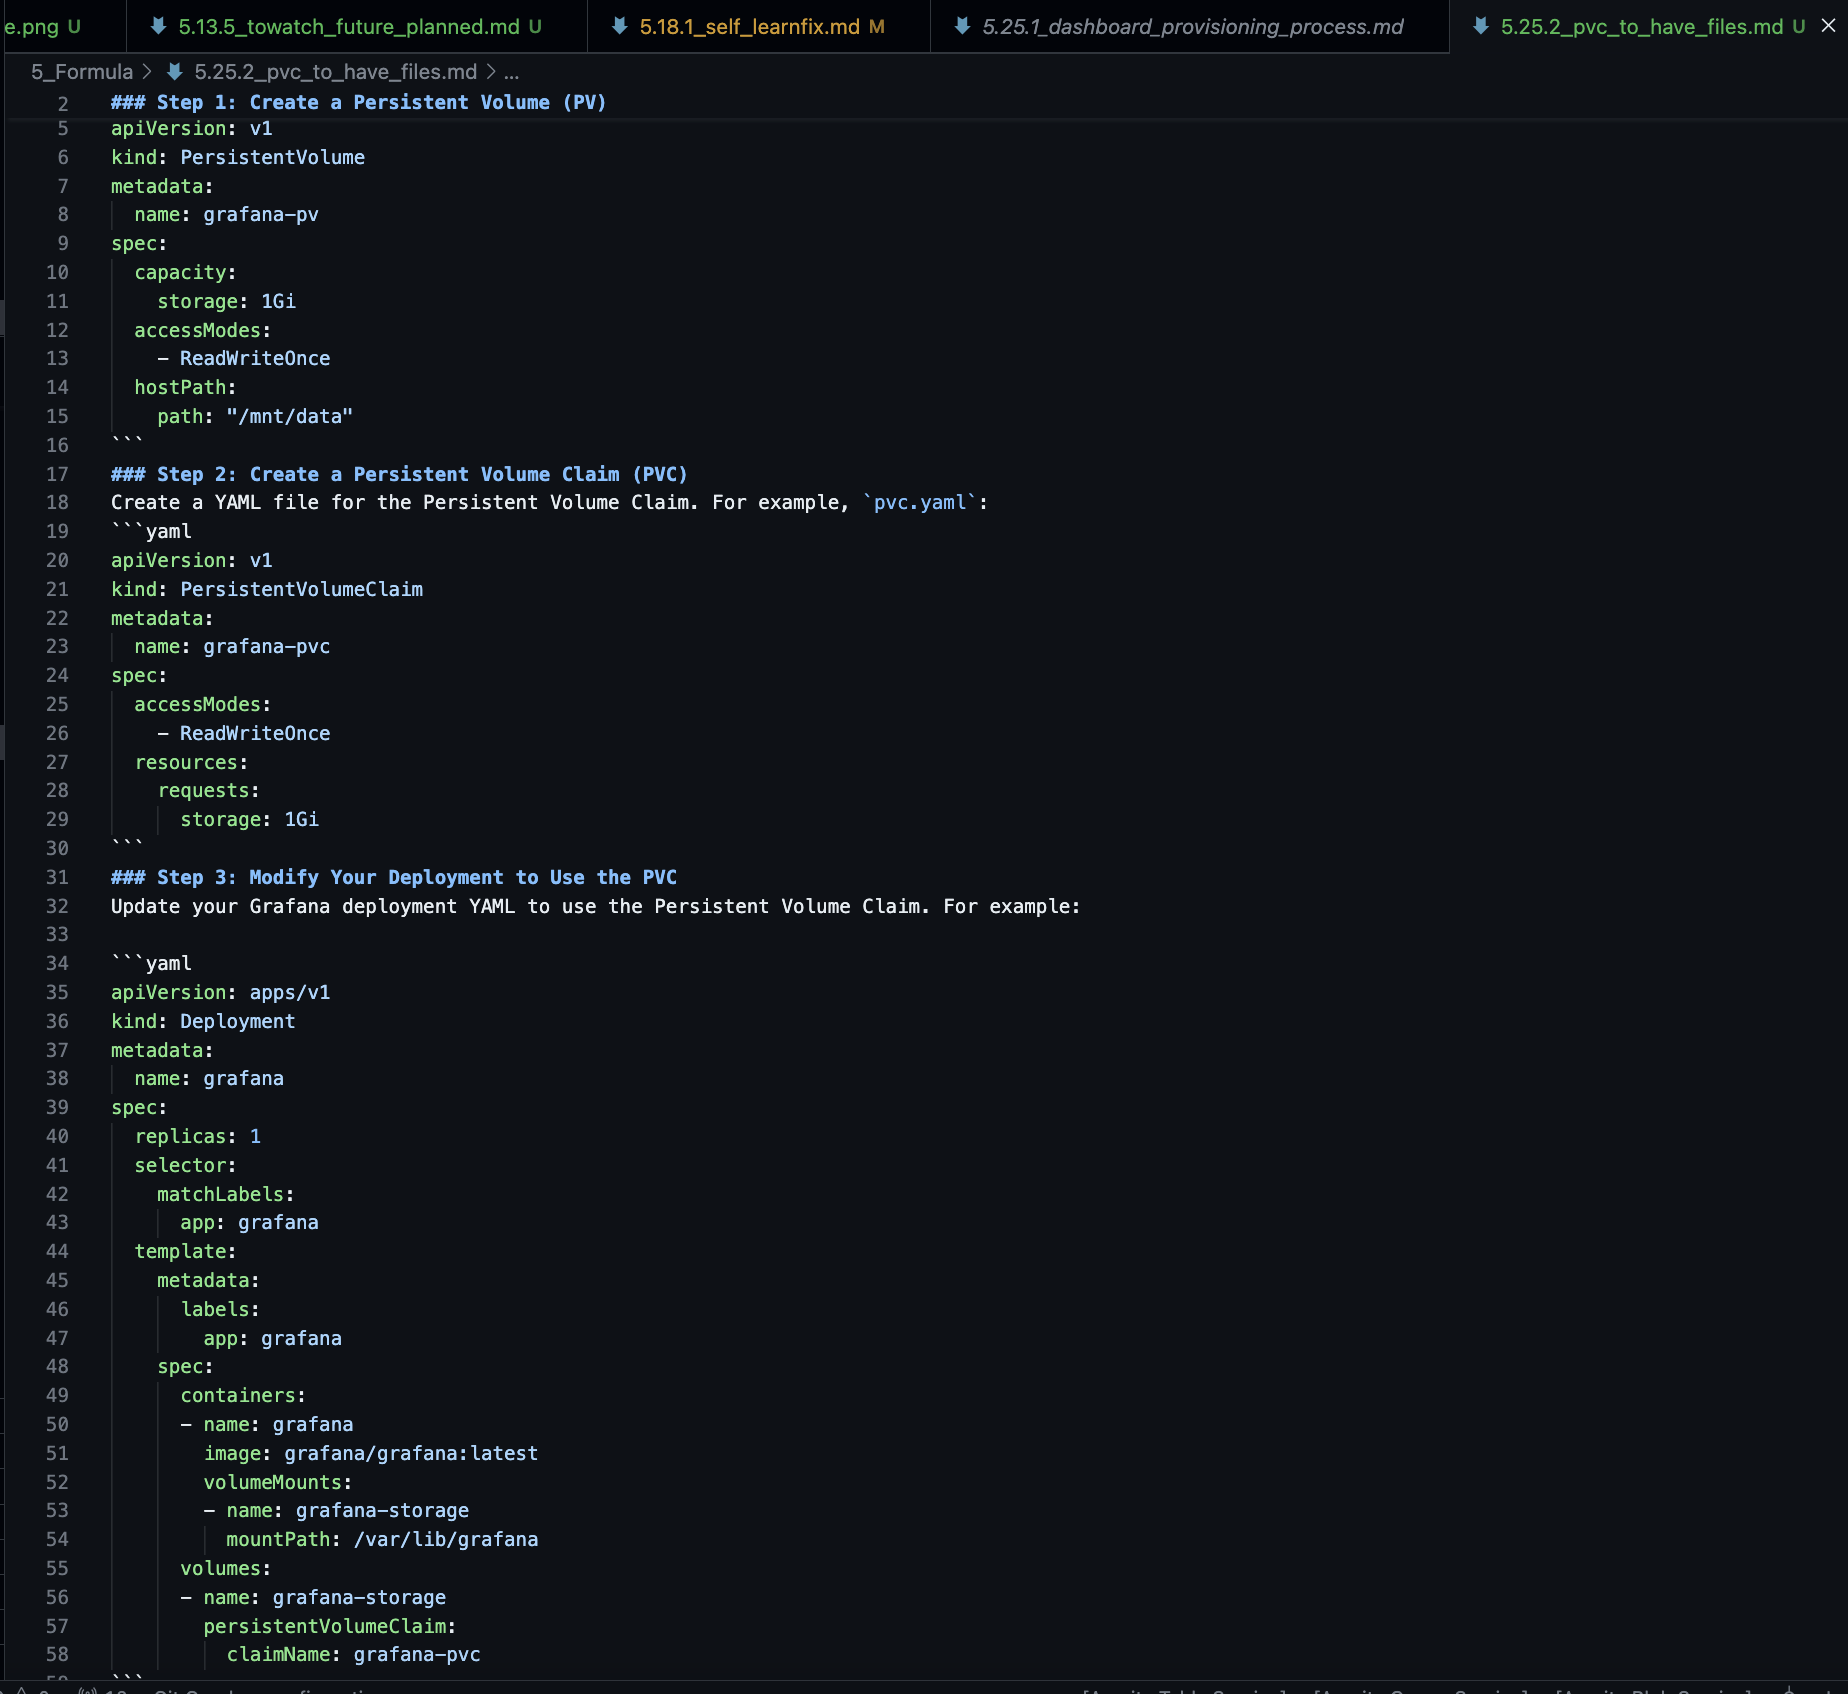 e.png U 5.13.5_towatch_future_planned.md U 5.18.1_self_learnfix.md M 5.25.1_dashboard_provisioning_process.md 5.25.2_pvc_to_have_files.md U ×
5_Formula > 5.25.2_pvc_to_have_files.md > ...
2 ### Step 1: Create a Persistent Volume (PV)
5 apiVersion: v1
6 kind: PersistentVolume
7 metadata:
8   name: grafana-pv
9 spec:
10   capacity:
11     storage: 1Gi
12   accessModes:
13     - ReadWriteOnce
14   hostPath:
15     path: "/mnt/data"
16 ```
17 ### Step 2: Create a Persistent Volume Claim (PVC)
18 Create a YAML file for the Persistent Volume Claim. For example, `pvc.yaml`:
19 ```yaml
20 apiVersion: v1
21 kind: PersistentVolumeClaim
22 metadata:
23   name: grafana-pvc
24 spec:
25   accessModes:
26     - ReadWriteOnce
27   resources:
28     requests:
29       storage: 1Gi
30 ```
31 ### Step 3: Modify Your Deployment to Use the PVC
32 Update your Grafana deployment YAML to use the Persistent Volume Claim. For example:
33
34 ```yaml
35 apiVersion: apps/v1
36 kind: Deployment
37 metadata:
38   name: grafana
39 spec:
40   replicas: 1
41   selector:
42     matchLabels:
43       app: grafana
44   template:
45     metadata:
46       labels:
47         app: grafana
48     spec:
49       containers:
50       - name: grafana
51         image: grafana/grafana:latest
52         volumeMounts:
53         - name: grafana-storage
54           mountPath: /var/lib/grafana
55       volumes:
56       - name: grafana-storage
57         persistentVolumeClaim:
58           claimName: grafana-pvc
59 ```